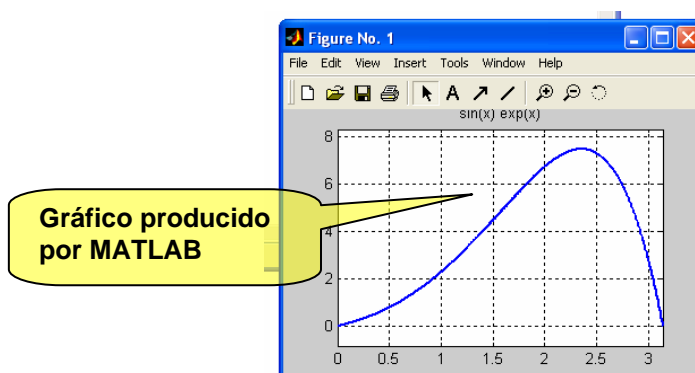 Figure No. 1
File Edit View Insert Tools Window Help
A
sin(x) exp(x)
8
6
4
2
0
0 0.5 1 1.5 2 2.5 3
Gráfico producido
por MATLAB